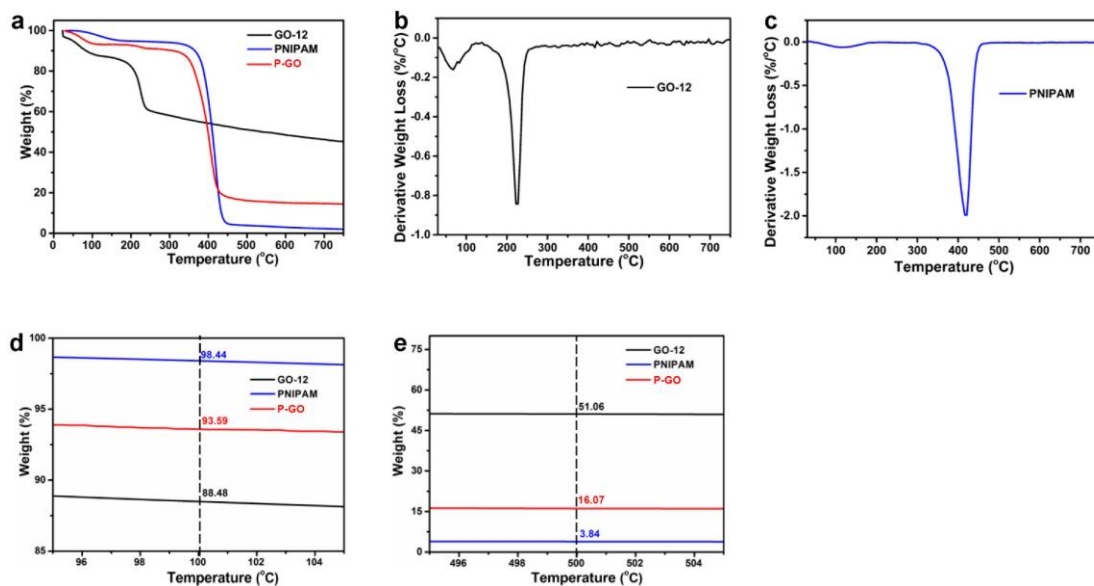 a
Weight (%)
100
80
60
40
20
0
0 100 200 300 400 500 600 700
Temperature (°C)
GO-12
PNIPAM
P-GO
b
Derivative Weight Loss (%/°C)
0.0
-0.2
-0.4
-0.6
-0.8
-1.0
100 200 300 400 500 600 700
Temperature (°C)
GO-12
c
Derivative Weight Loss (%/°C)
0.0
-0.5
-1.0
-1.5
-2.0
100 200 300 400 500 600 700
Temperature (°C)
PNIPAM
d
Weight (%)
100
95
90
85
96 98 100 102 104
Temperature (°C)
98.44
GO-12
PNIPAM
P-GO
93.59
88.48
e
Weight (%)
75
60
45
30
15
0
496 498 500 502 504
Temperature (°C)
GO-12
PNIPAM
P-GO
51.06
16.07
3.84